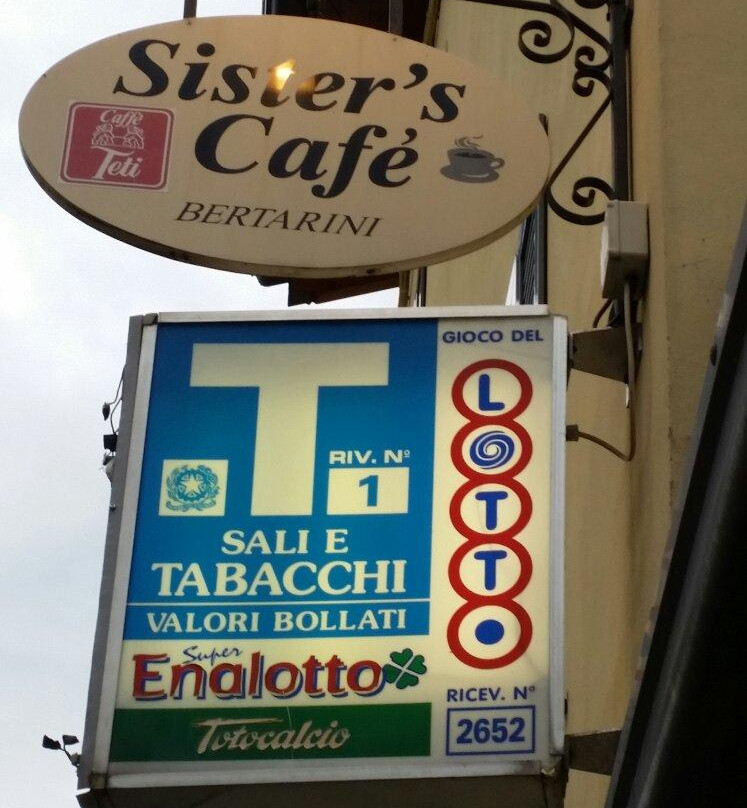 Sister's
Café
Caffè
Teti
BERTARINI
T
RIV. Nº
1
SALI E
TABACCHI
VALORI BOLLATI
Super
Enalotto
Totocalcio
GIOCO DEL
LOTTO
RICEV. N°
2652